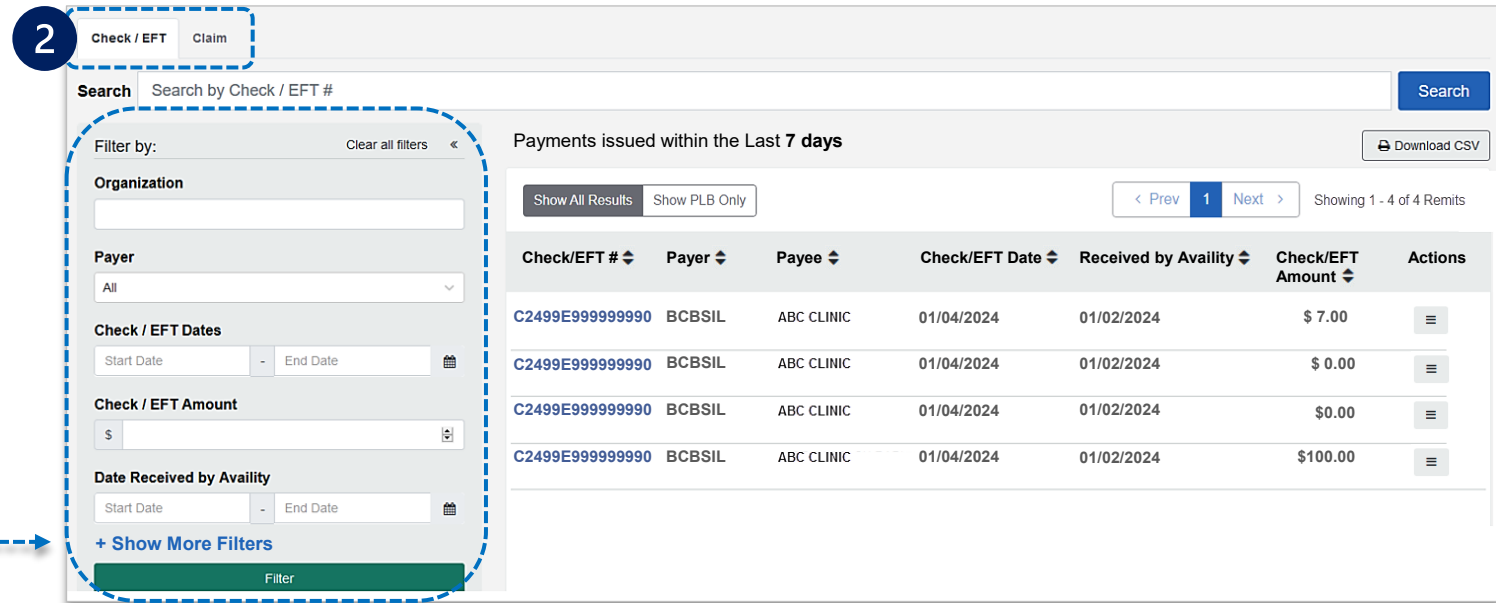 2
Check / EFT Claim
Search Search by Check / EFT # Search
Filter by: Clear all filters «
Organization
Payer
All
Check / EFT Dates
Start Date - End Date
Check / EFT Amount
$
Date Received by Availity
Start Date - End Date
+ Show More Filters
Filter
Payments issued within the Last 7 days
Download CSV
Show All Results Show PLB Only
< Prev 1 Next > Showing 1 - 4 of 4 Remits
Check/EFT # Payer Payee Check/EFT Date Received by Availity Check/EFT Amount Actions
C2499E999999990 BCBSIL ABC CLINIC 01/04/2024 01/02/2024 $ 7.00
C2499E999999990 BCBSIL ABC CLINIC 01/04/2024 01/02/2024 $ 0.00
C2499E999999990 BCBSIL ABC CLINIC 01/04/2024 01/02/2024 $0.00
C2499E999999990 BCBSIL ABC CLINIC 01/04/2024 01/02/2024 $100.00